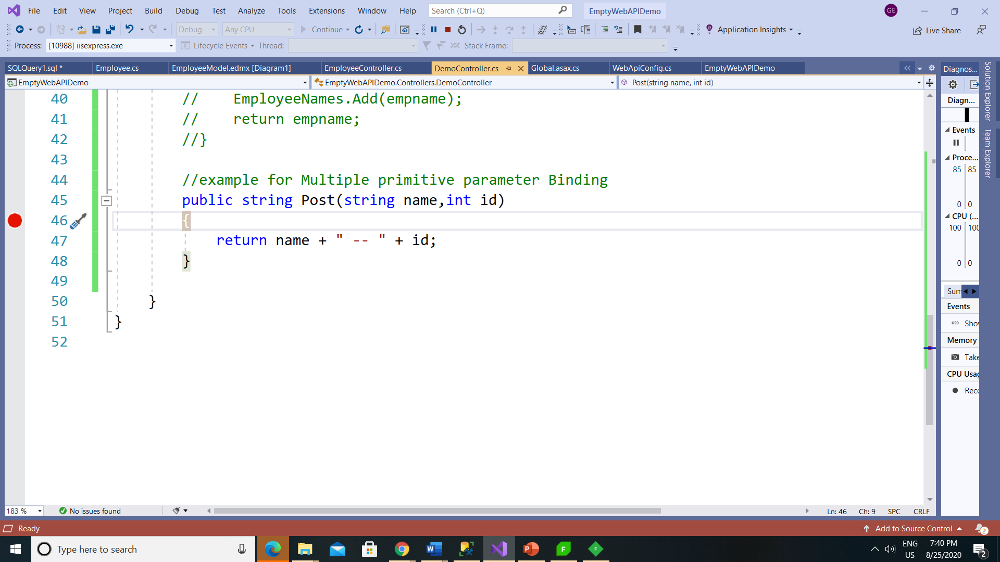 File Edit View Project Build Debug Test Analyze Tools Extensions Window Help Search (Ctrl+Q) EmptyWebAPIDemo GE
Debug Any CPU Continue Application Insights Live Share
Process: [10988] iisexpress.exe Lifecycle Events Thread: Stack Frame:
SQLQuery1.sql * Employee.cs EmployeeModel.edmx [Diagram1] EmployeeController.cs DemoController.cs Global.asax.cs WebApiConfig.cs EmptyWebAPIDemo Diagnos...
EmptyWebAPIDemo EmptyWebAPIDemo.Controllers.DemoController Post(string name, int id)
Solution Explorer
Team Explorer
40 //    EmployeeNames.Add(empname);
41 //    return empname;
42 //}
43
44 //example for Multiple primitive parameter Binding
45 public string Post(string name,int id)
46 {
47 return name + " -- " + id;
48 }
49
50 }
51 }
52
Diagn...
Events
Proce...
85 85
0 0
CPU (...
100 100
0 0
Sum
Events
Sho
Memory
Take
CPU Usag
Reco
183 % No issues found Ln: 46 Ch: 9 SPC CRLF
Ready Add to Source Control 2
Type here to search ENG US 7:40 PM 8/25/2020 2